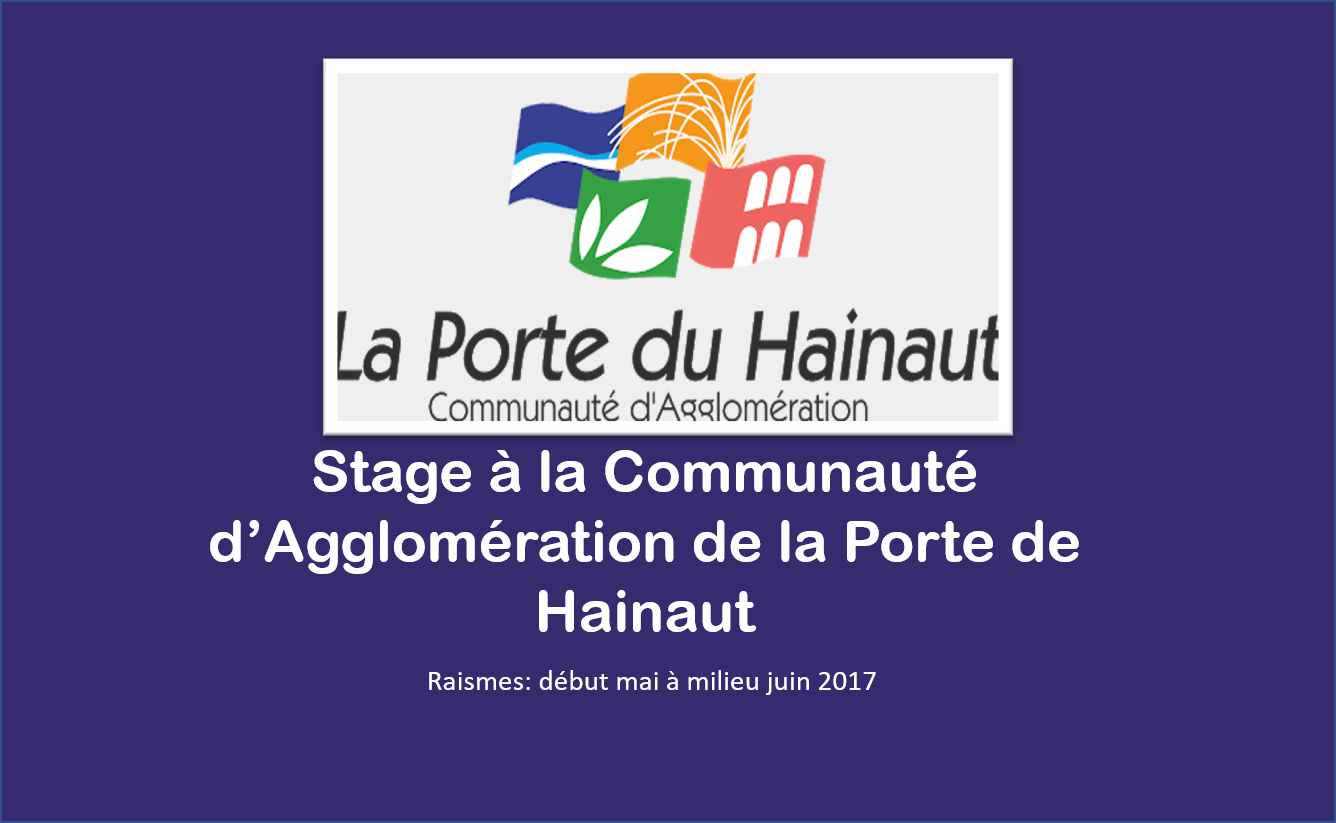 La Porte du Hainaut
Communauté d'Agglomération
Stage à la Communauté
d’Agglomération de la Porte de
Hainaut
Raismes: début mai à milieu juin 2017